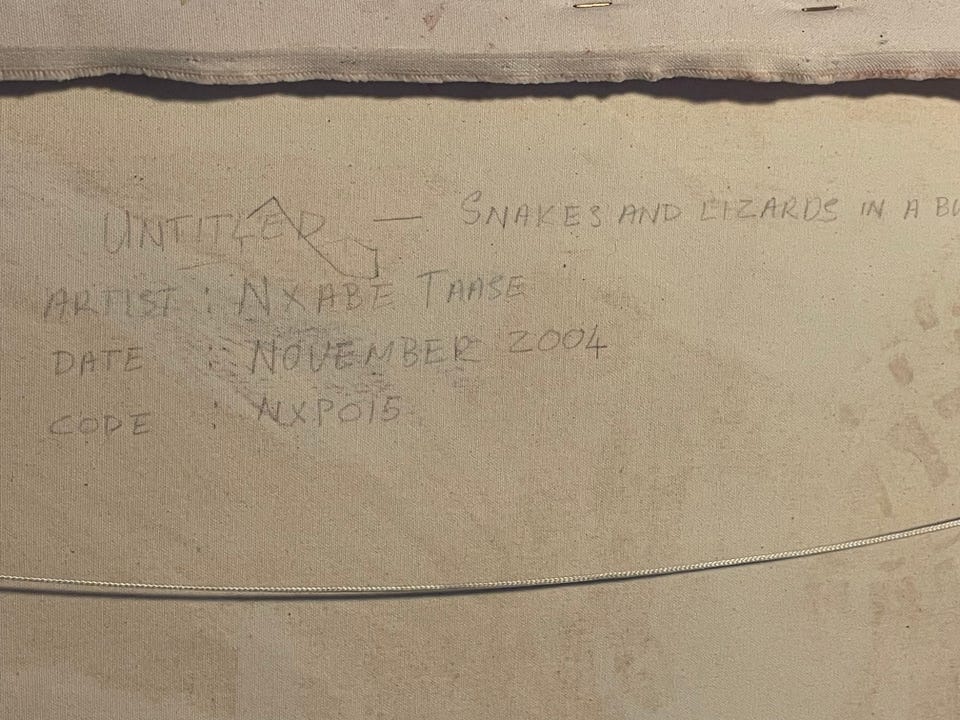 UNTITLED — SNAKES AND LIZARDS IN A
ARTIST : NXABE TAASE
DATE : NOVEMBER 2004
CODE : NXP015